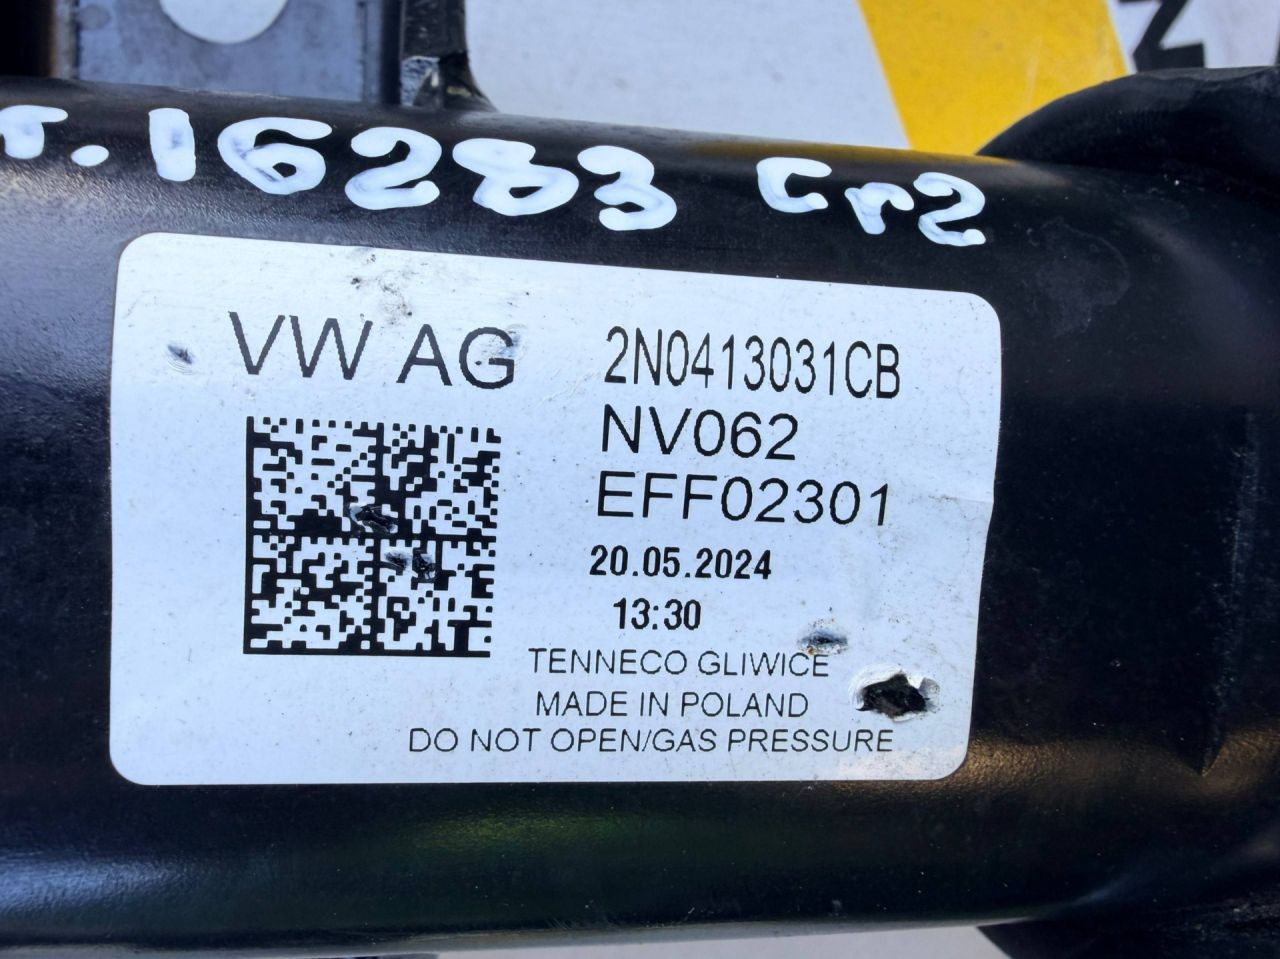 т.16283 Cr2
VW AG
2N0413031CB
NV062
EFF02301
20.05.2024
13:30
TENNECO GLIWICE
MADE IN POLAND
DO NOT OPEN/GAS PRESSURE